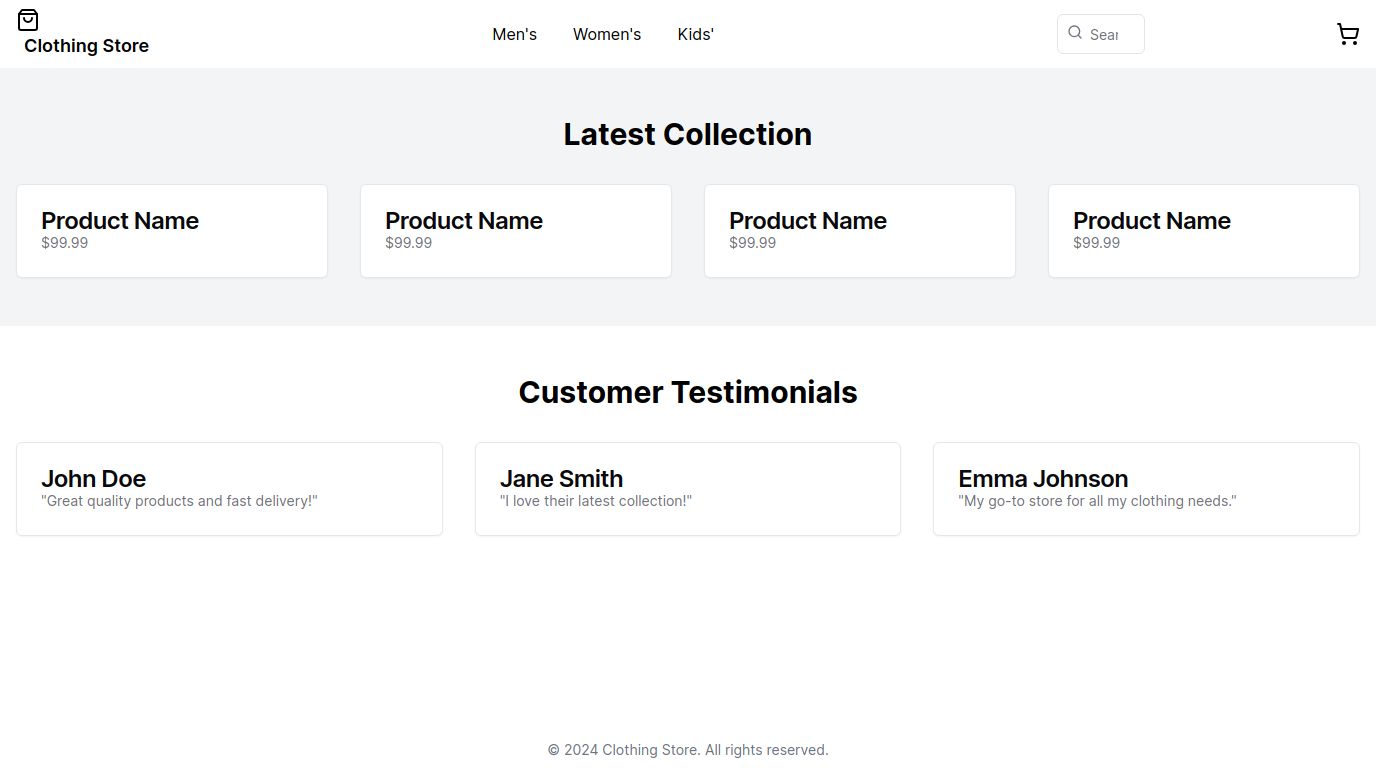 Clothing Store
Men's
Women's
Kids'
Sear
Latest Collection
Product Name
$99.99
Product Name
$99.99
Product Name
$99.99
Product Name
$99.99
Customer Testimonials
John Doe
"Great quality products and fast delivery!"
Jane Smith
"I love their latest collection!"
Emma Johnson
"My go-to store for all my clothing needs."
© 2024 Clothing Store. All rights reserved.